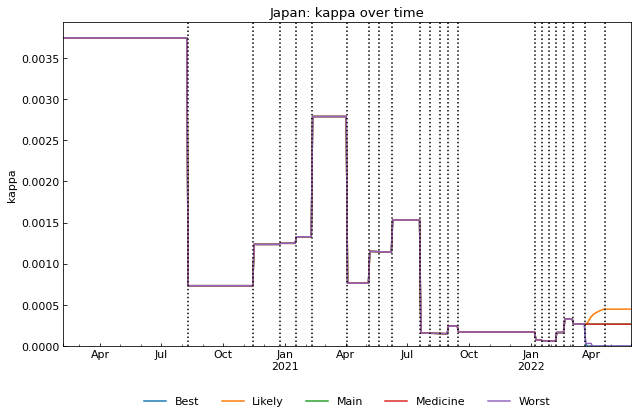 Japan: kappa over time
kappa
0.0035
0.0030
0.0025
0.0020
0.0015
0.0010
0.0005
0.0000
Apr Jul Oct Jan Apr Jul Oct Jan Apr
2021 2022
Best Likely Main Medicine Worst